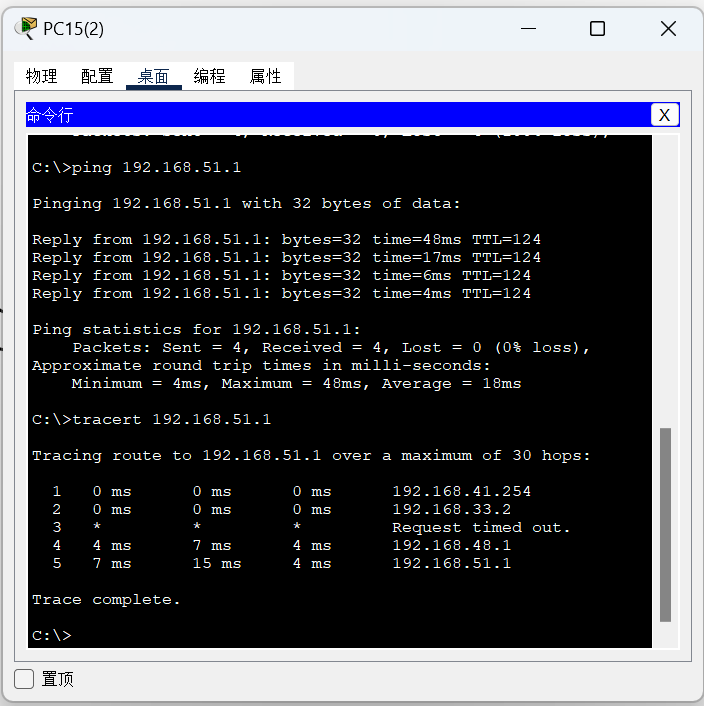 PC15(2)
物理 配置 桌面 编程 属性
命令行 X
C:\>ping 192.168.51.1
Pinging 192.168.51.1 with 32 bytes of data:
Reply from 192.168.51.1: bytes=32 time=48ms TTL=124
Reply from 192.168.51.1: bytes=32 time=17ms TTL=124
Reply from 192.168.51.1: bytes=32 time=6ms TTL=124
Reply from 192.168.51.1: bytes=32 time=4ms TTL=124
Ping statistics for 192.168.51.1:
Packets: Sent = 4, Received = 4, Lost = 0 (0% loss),
Approximate round trip times in milli-seconds:
Minimum = 4ms, Maximum = 48ms, Average = 18ms
C:\>tracert 192.168.51.1
Tracing route to 192.168.51.1 over a maximum of 30 hops:
1 0 ms 0 ms 0 ms 192.168.41.254
2 0 ms 0 ms 0 ms 192.168.33.2
3 * * * Request timed out.
4 4 ms 7 ms 4 ms 192.168.48.1
5 7 ms 15 ms 4 ms 192.168.51.1
Trace complete.
C:\>
置顶